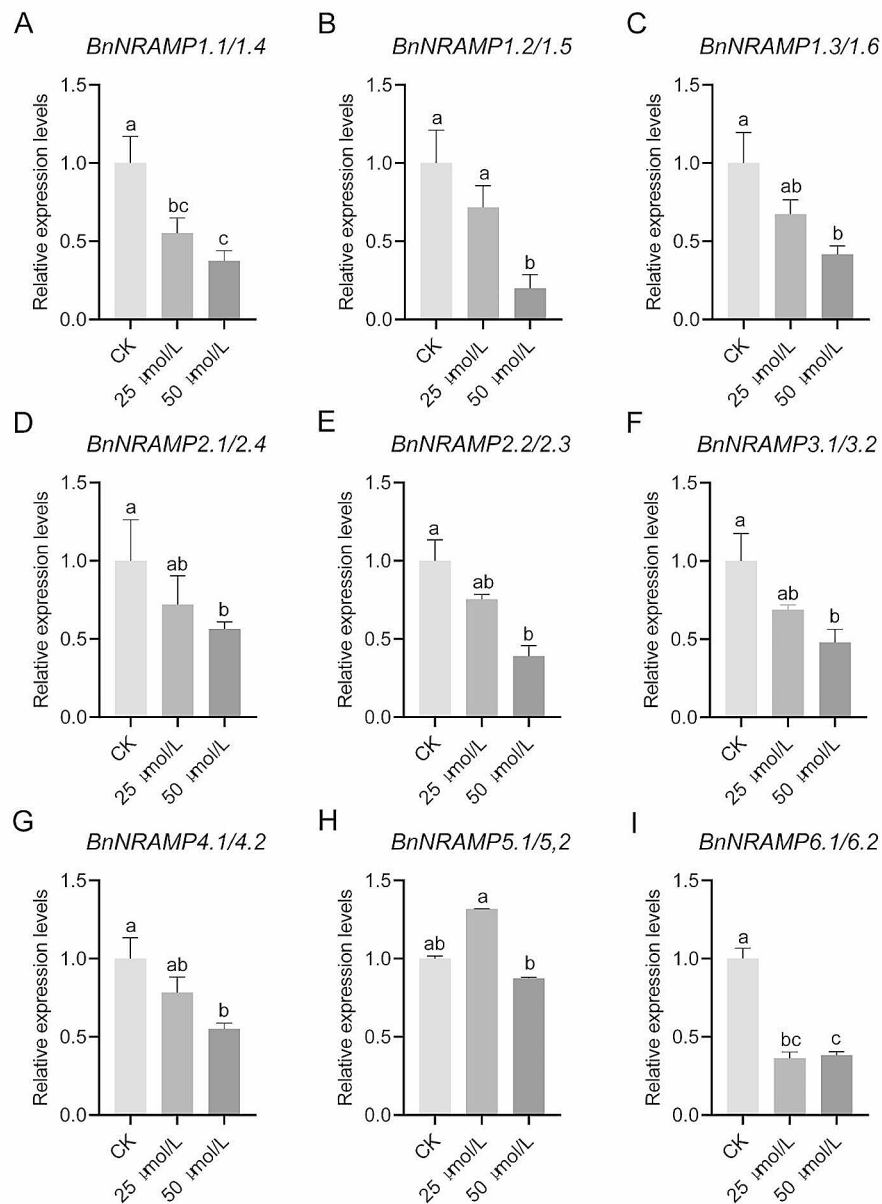 A
BnNRAMP1.1/1.4
Relative expression levels
1.5
1.0
0.5
0.0
a
bc
c
CK
25 μmol/L
50 μmol/L
B
BnNRAMP1.2/1.5
Relative expression levels
1.5
1.0
0.5
0.0
a
a
b
CK
25 μmol/L
50 μmol/L
C
BnNRAMP1.3/1.6
Relative expression levels
1.5
1.0
0.5
0.0
a
ab
b
CK
25 μmol/L
50 μmol/L
D
BnNRAMP2.1/2.4
Relative expression levels
1.5
1.0
0.5
0.0
a
ab
b
CK
25 μmol/L
50 μmol/L
E
BnNRAMP2.2/2.3
Relative expression levels
1.5
1.0
0.5
0.0
a
ab
b
CK
25 μmol/L
50 μmol/L
F
BnNRAMP3.1/3.2
Relative expression levels
1.5
1.0
0.5
0.0
a
ab
b
CK
25 μmol/L
50 μmol/L
G
BnNRAMP4.1/4.2
Relative expression levels
1.5
1.0
0.5
0.0
a
ab
b
CK
25 μmol/L
50 μmol/L
H
BnNRAMP5.1/5,2
Relative expression levels
1.5
1.0
0.5
0.0
ab
a
b
CK
25 μmol/L
50 μmol/L
I
BnNRAMP6.1/6.2
Relative expression levels
1.5
1.0
0.5
0.0
a
bc
c
CK
25 μmol/L
50 μmol/L